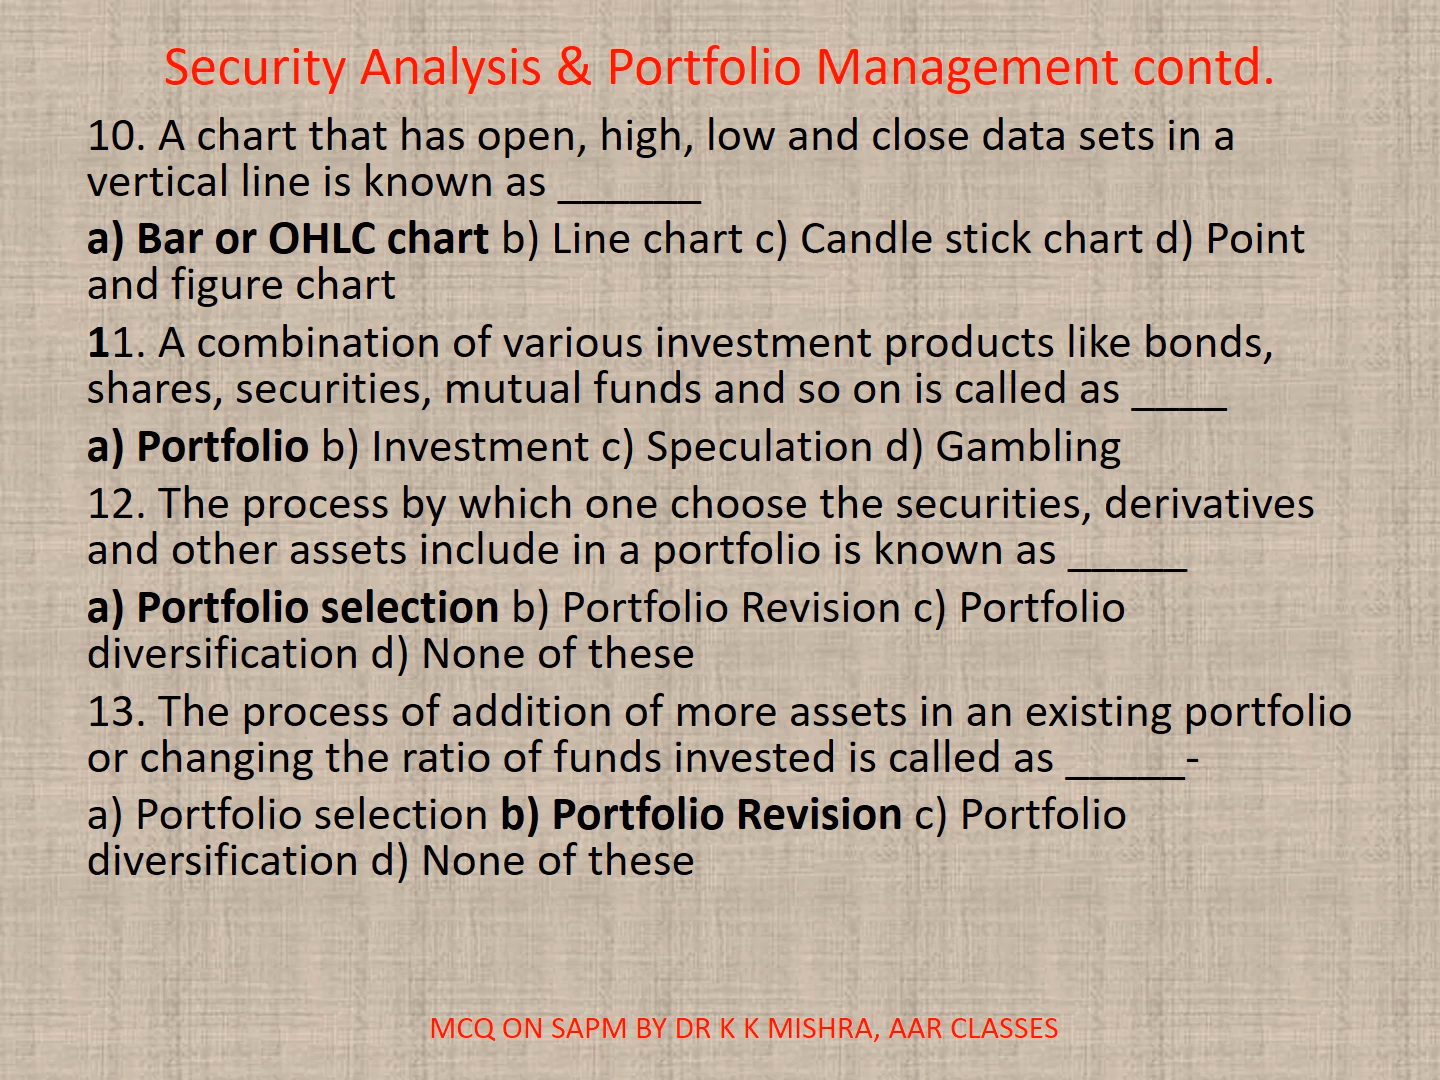 Security Analysis & Portfolio Management contd.
10. A chart that has open, high, low and close data sets in a
vertical line is known as ______
a) Bar or OHLC chart b) Line chart c) Candle stick chart d) Point
and figure chart
11. A combination of various investment products like bonds,
shares, securities, mutual funds and so on is called as ____
a) Portfolio b) Investment c) Speculation d) Gambling
12. The process by which one choose the securities, derivatives
and other assets include in a portfolio is known as _____
a) Portfolio selection b) Portfolio Revision c) Portfolio
diversification d) None of these
13. The process of addition of more assets in an existing portfolio
or changing the ratio of funds invested is called as _____-
a) Portfolio selection b) Portfolio Revision c) Portfolio
diversification d) None of these
MCQ ON SAPM BY DR K K MISHRA, AAR CLASSES